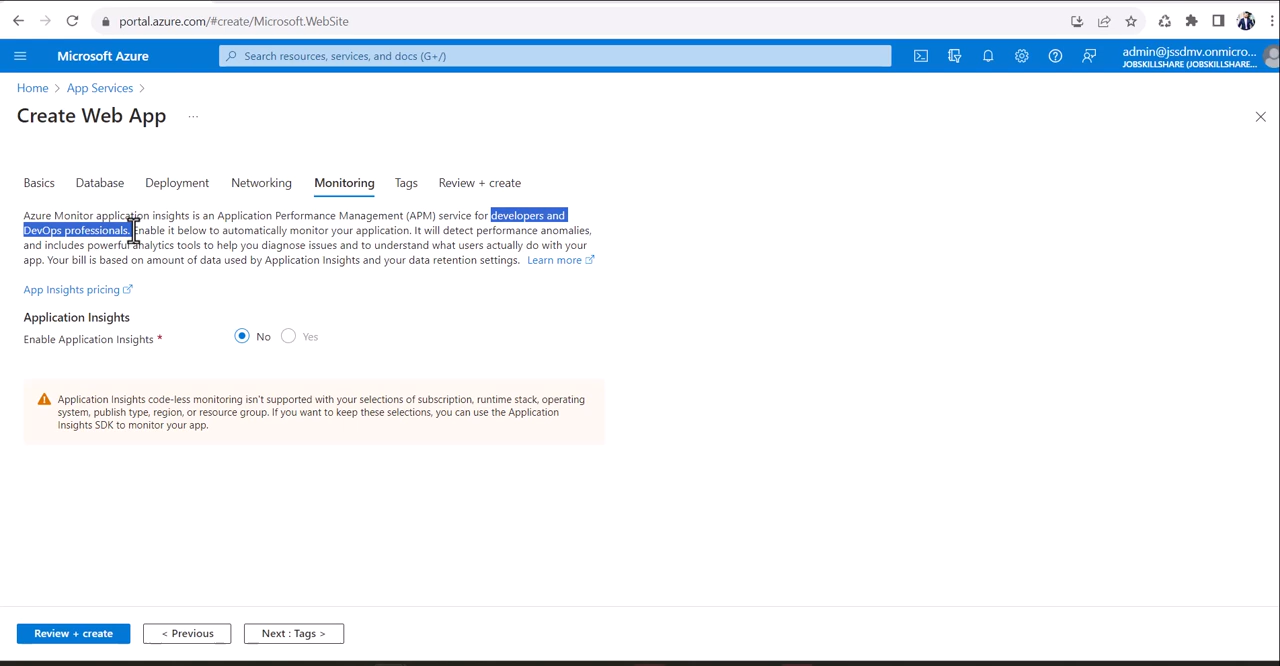 portal.azure.com/#create/Microsoft.WebSite
Microsoft Azure
Search resources, services, and docs (G+/)
admin@jssdmv.onmicro...
JOBSKILLSHARE (JOBSKILLSHARE....
Home > App Services >
Create Web App ...
Basics Database Deployment Networking Monitoring Tags Review + create
Azure Monitor application insights is an Application Performance Management (APM) service for developers and
DevOps professionals. Enable it below to automatically monitor your application. It will detect performance anomalies,
and includes powerful analytics tools to help you diagnose issues and to understand what users actually do with your
app. Your bill is based on amount of data used by Application Insights and your data retention settings. Learn more
App Insights pricing
Application Insights
Enable Application Insights *
No Yes
Application Insights code-less monitoring isn't supported with your selections of subscription, runtime stack, operating
system, publish type, region, or resource group. If you want to keep these selections, you can use the Application
Insights SDK to monitor your app.
Review + create < Previous Next : Tags >